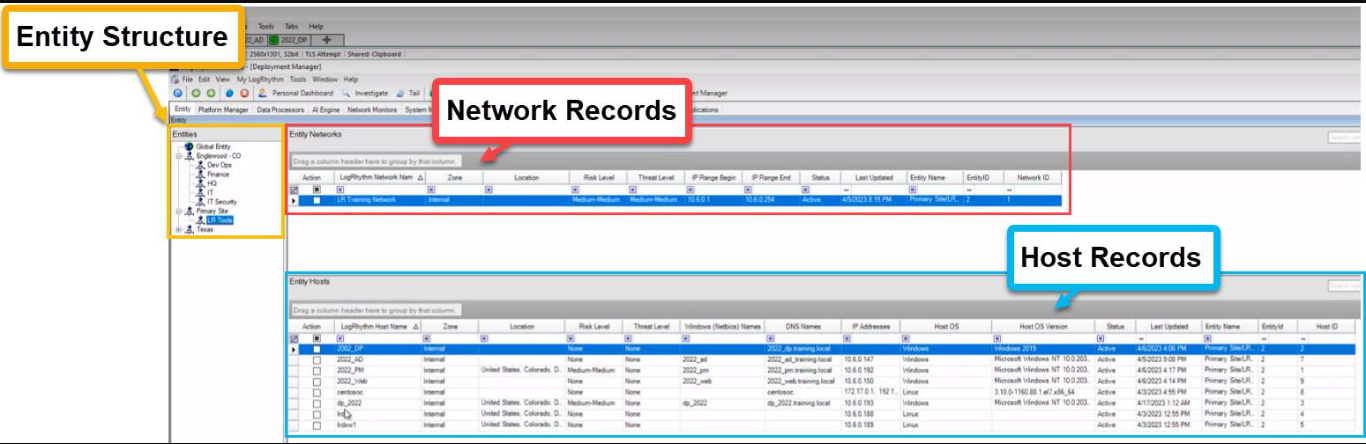 Entity Structure
Tools Tabs Help
22_AD 2022_DP
2560x1301, 32bit | TLS Attempt | Shared: Clipboard
[Deployment Manager]
File Edit View My LogRhythm Tools Window Help
Personal Dashboard Investigate Tail
Entity Platform Manager Data Processors AI Engine Network Monitors
Entity
Network Records
Entities
Global Entity
Englewood - CO
Dev Ops
Finance
HQ
IT
IT Security
Primary Site
LR Tools
Texas
Entity Networks
Drag a column header here to group by that column.
Action LogRhythm Network Nam Zone Location Risk Level Threat Level IP Range Begin IP Range End Status Last Updated Entity Name EntityID Network ID
LR Training Network Internal Medium-Medium Medium-Medium 10.6.0.1 10.6.0.254 Active 4/5/2023 8:15 PM Primary Site/LR.. 2 1
Host Records
Entity Hosts
Drag a column header here to group by that column.
Action LogRhythm Host Name Zone Location Risk Level Threat Level Windows (Netbios) Names DNS Names IP Addresses Host OS Host OS Version Status Last Updated Entity Name EntityId Host ID
2002_DP Internal None None 2022_dp.training.local Windows Windows 2019 Active 4/6/2023 4:06 PM Primary Site/LR.. 2 2
2022_AD Internal None None 2022_ad 2022_ad.training.local 10.6.0.147 Windows Microsoft Windows NT 10.0.203.. Active 4/5/2023 9:08 PM Primary Site/LR.. 2 7
2022_PM Internal United States, Colorado, D.. Medium-Medium None 2022_pm 2022_pm.training.local 10.6.0.192 Windows Microsoft Windows NT 10.0.203.. Active 4/6/2023 4:17 PM Primary Site/LR.. 2 1
2022_Web Internal None None 2022_web 2022_web.training.local 10.6.0.150 Windows Microsoft Windows NT 10.0.203.. Active 4/6/2023 4:14 PM Primary Site/LR.. 2 9
centosoc Internal None None centosoc 172.17.0.1, 192.1.. Linux 3.10.0-1160.88.1.el7.x86_64 Active 4/3/2023 4:55 PM Primary Site/LR.. 2 8
dp_2022 Internal United States, Colorado, D.. Medium-Medium None dp_2022 dp_2022.training.local 10.6.0.193 Windows Microsoft Windows NT 10.0.203.. Active 4/17/2023 1:12 AM Primary Site/LR.. 2 3
Internal United States, Colorado, D.. None None 10.6.0.188 Linux Active 4/3/2023 12:55 PM Primary Site/LR.. 2 4
lrdxw1 Internal United States, Colorado, D.. None None 10.6.0.189 Linux Active 4/3/2023 12:55 PM Primary Site/LR.. 2 5